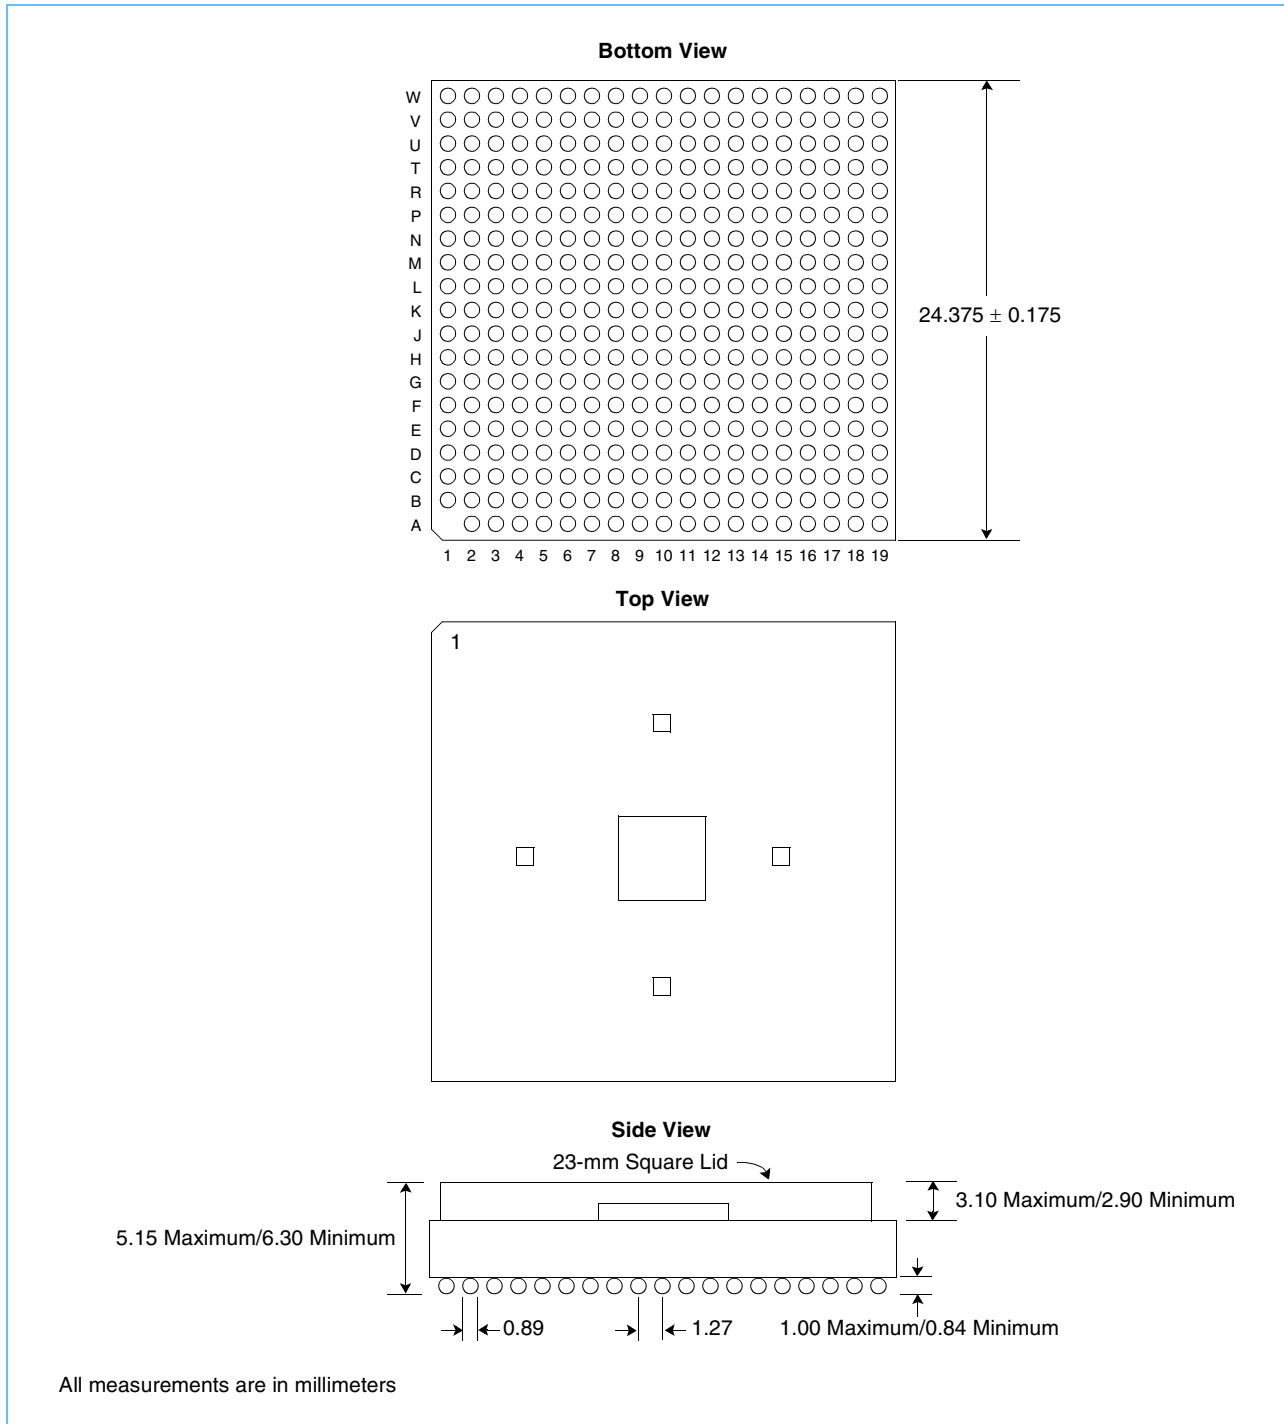 Bottom View
W
V
U
T
R
P
N
M
L
K
J
H
G
F
E
D
C
B
A
24.375 ± 0.175
1 2 3 4 5 6 7 8 9 10 11 12 13 14 15 16 17 18 19
Top View
1
Side View
23-mm Square Lid
3.10 Maximum/2.90 Minimum
5.15 Maximum/6.30 Minimum
0.89
1.27
1.00 Maximum/0.84 Minimum
All measurements are in millimeters